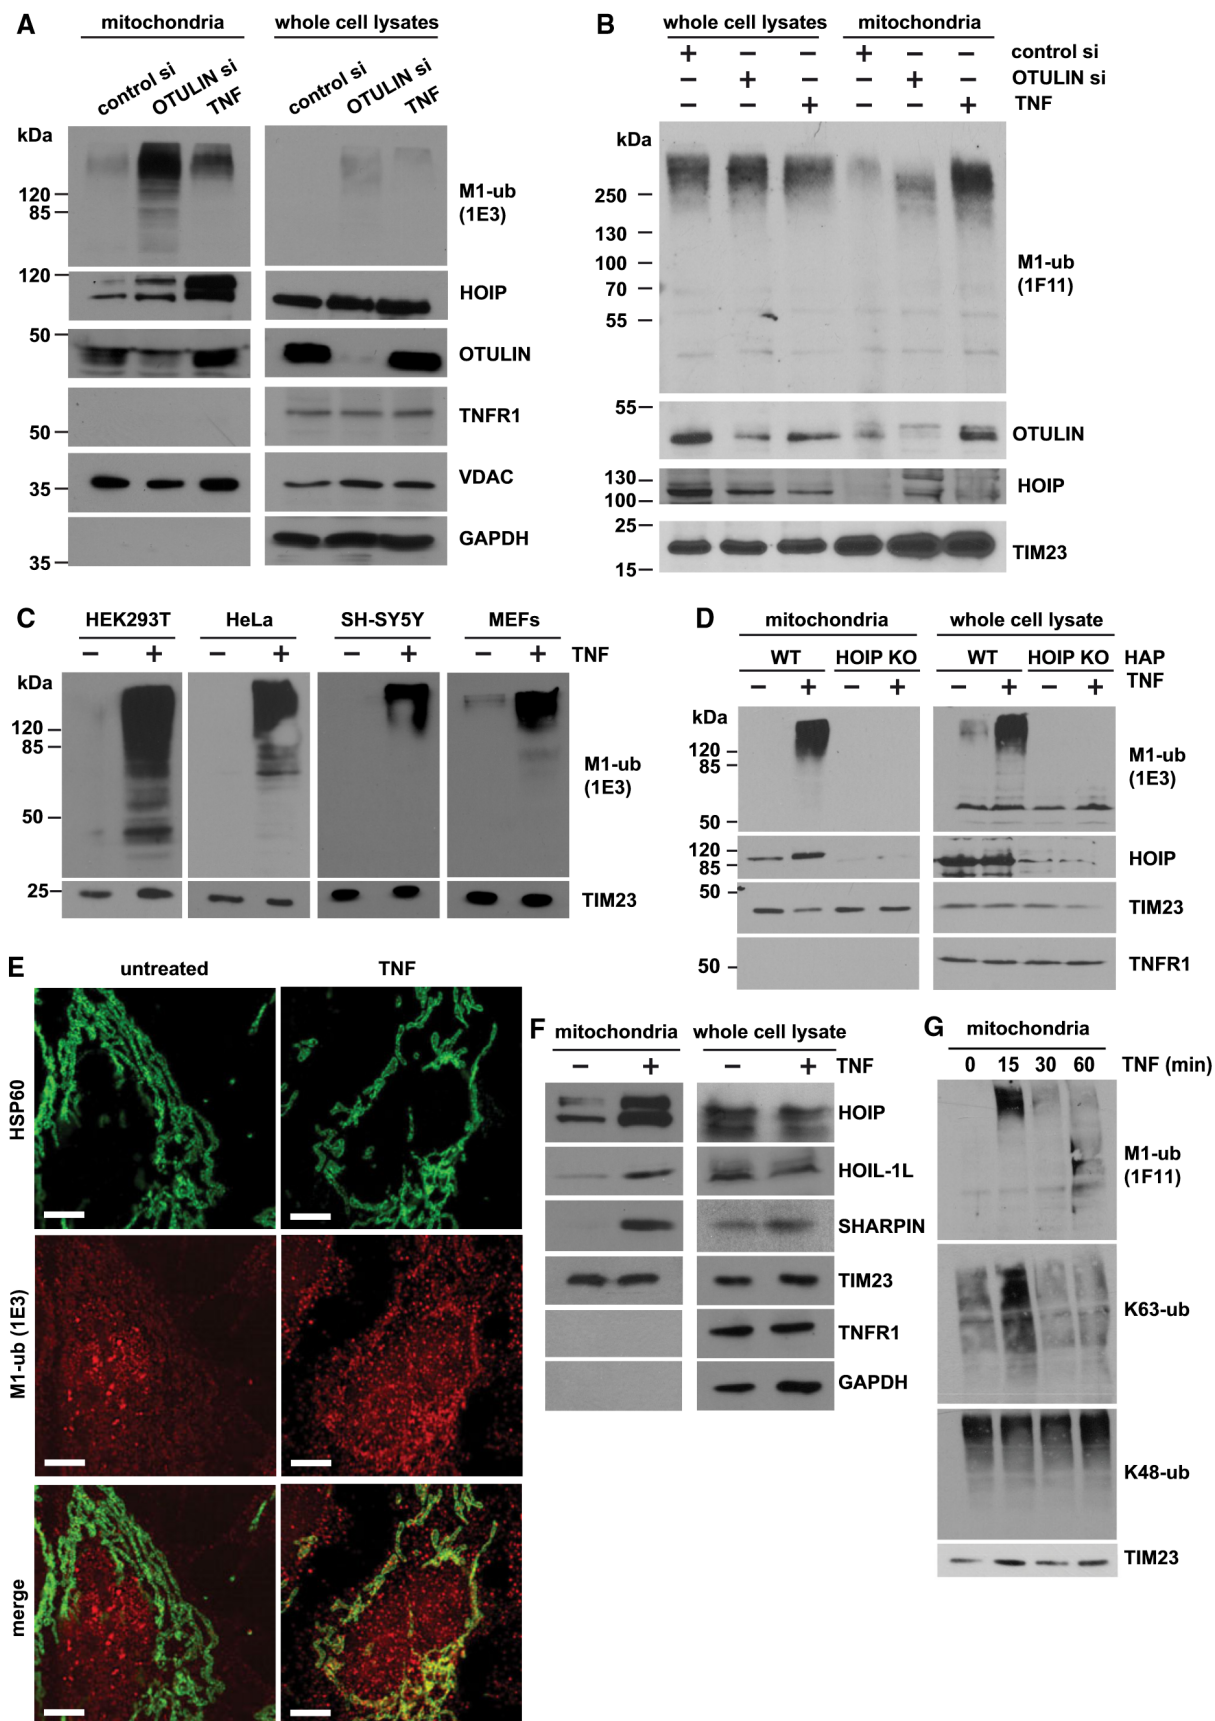 A
mitochondria
whole cell lysates
control si
OTULIN si
TNF
control si
OTULIN si
TNF
kDa
120
85
M1-ub
(1E3)
120
HOIP
50
OTULIN
TNFR1
50
VDAC
35
GAPDH
35
B
whole cell lysates
mitochondria
+ − − + − − control si
− + − − + − OTULIN si
− − + − − + TNF
kDa
250
130
100
70
55
M1-ub
(1F11)
55
OTULIN
130
100
HOIP
25
15
TIM23
C
HEK293T
HeLa
SH-SY5Y
MEFs
− + − + − + − + TNF
kDa
120
85
50
M1-ub
(1E3)
25
TIM23
D
mitochondria
whole cell lysate
WT HOIP KO WT HOIP KO HAP
− + − + − + − + TNF
kDa
120
85
50
M1-ub
(1E3)
120
85
HOIP
50
TIM23
50
TNFR1
E
untreated
TNF
HSP60
M1-ub (1E3)
merge
F
mitochondria
whole cell lysate
− + − + TNF
HOIP
HOIL-1L
SHARPIN
TIM23
TNFR1
GAPDH
G
mitochondria
0 15 30 60 TNF (min)
M1-ub
(1F11)
K63-ub
K48-ub
TIM23